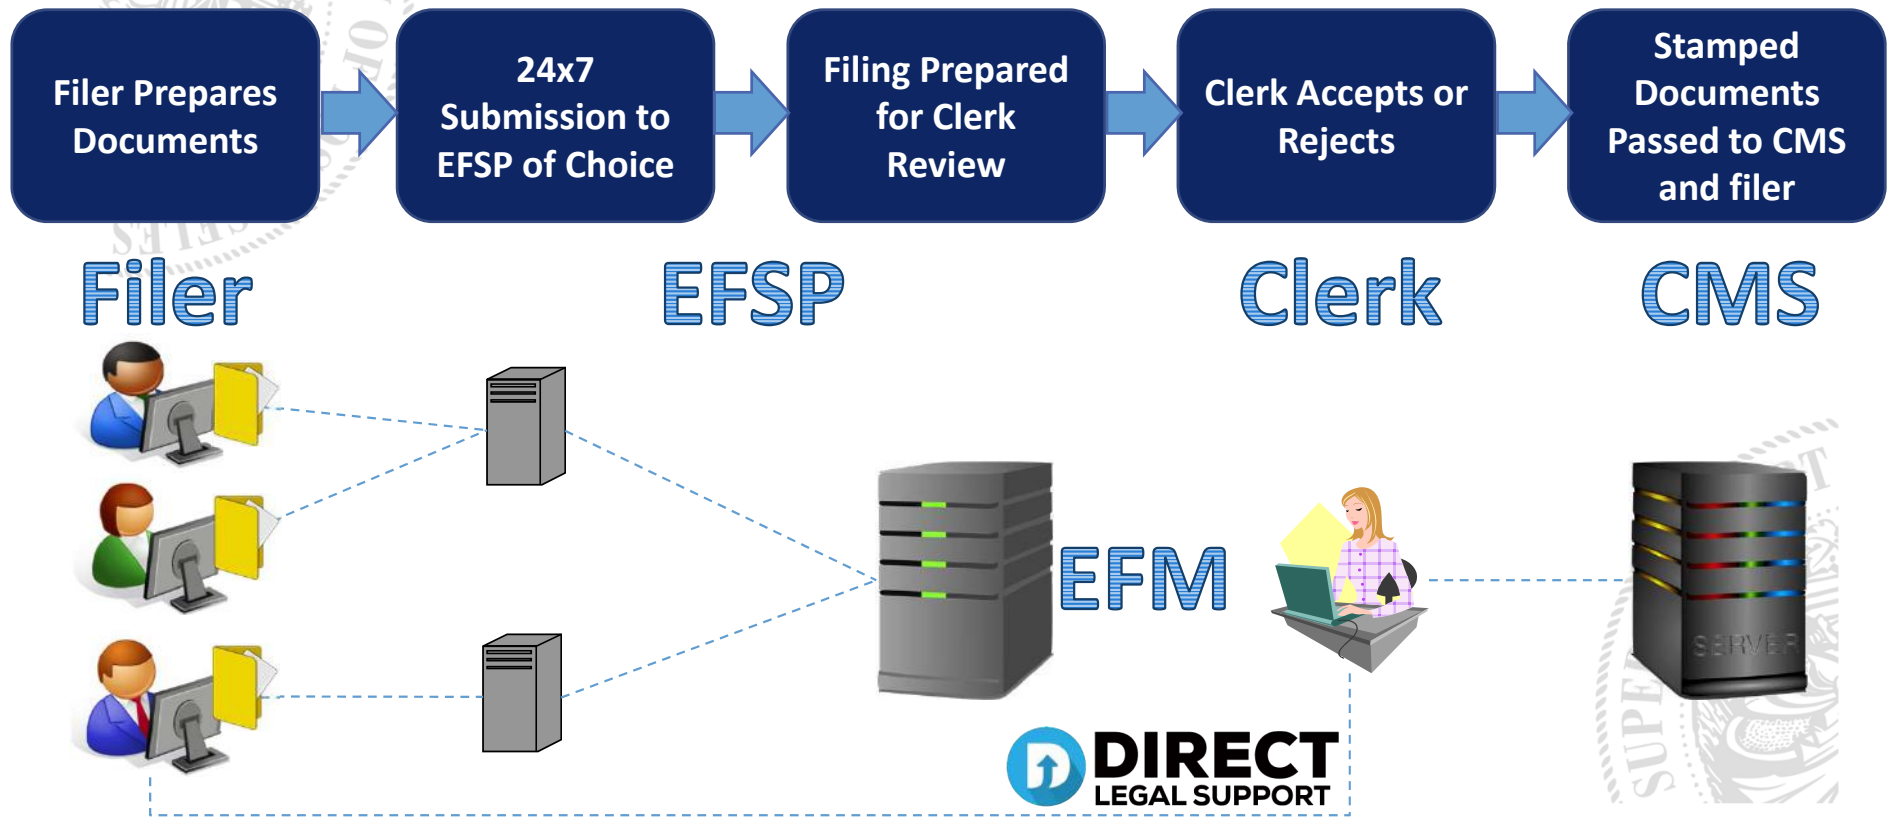 Filer Prepares
Documents
24x7
Submission to
EFSP of Choice
Filing Prepared
for Clerk
Review
Clerk Accepts or
Rejects
Stamped
Documents
Passed to CMS
and filer
Filer
EFSP
Clerk
CMS
EFM
SERVER
D
DIRECT
LEGAL SUPPORT